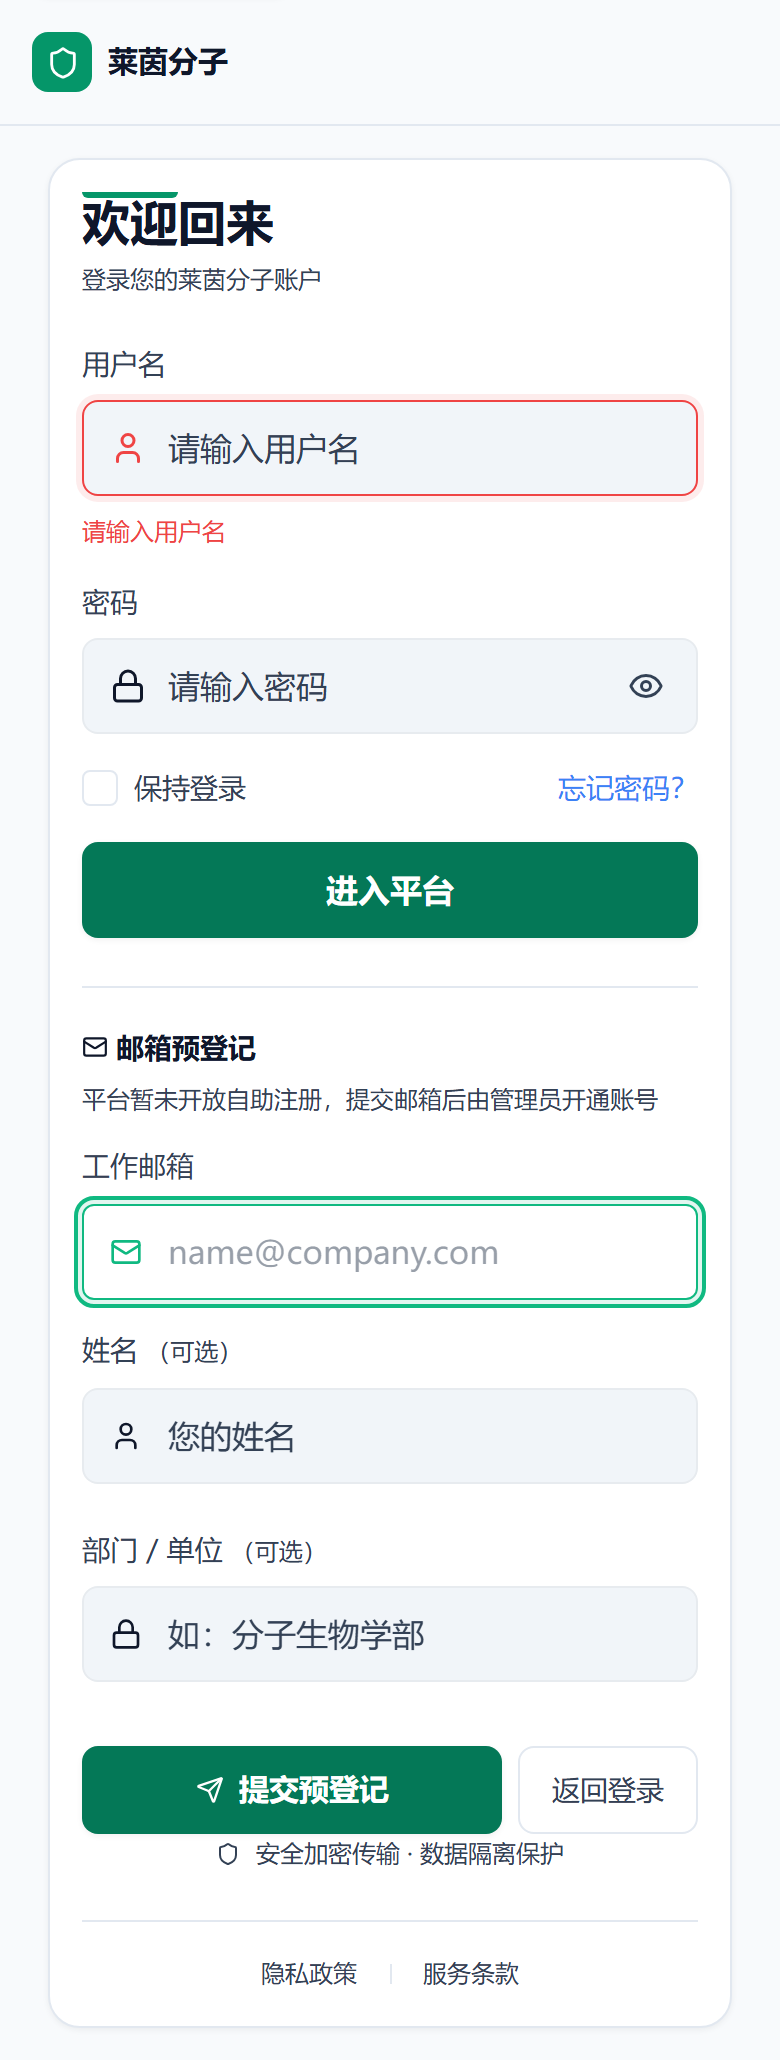 莱茵分子
欢迎回来
登录您的莱茵分子账户
用户名
请输入用户名
请输入用户名
密码
请输入密码
保持登录 忘记密码?
进入平台
邮箱预登记
平台暂未开放自助注册，提交邮箱后由管理员开通账号
工作邮箱
name@company.com
姓名 （可选）
您的姓名
部门 / 单位 （可选）
如：分子生物学部
提交预登记 返回登录
安全加密传输 · 数据隔离保护
隐私政策 服务条款